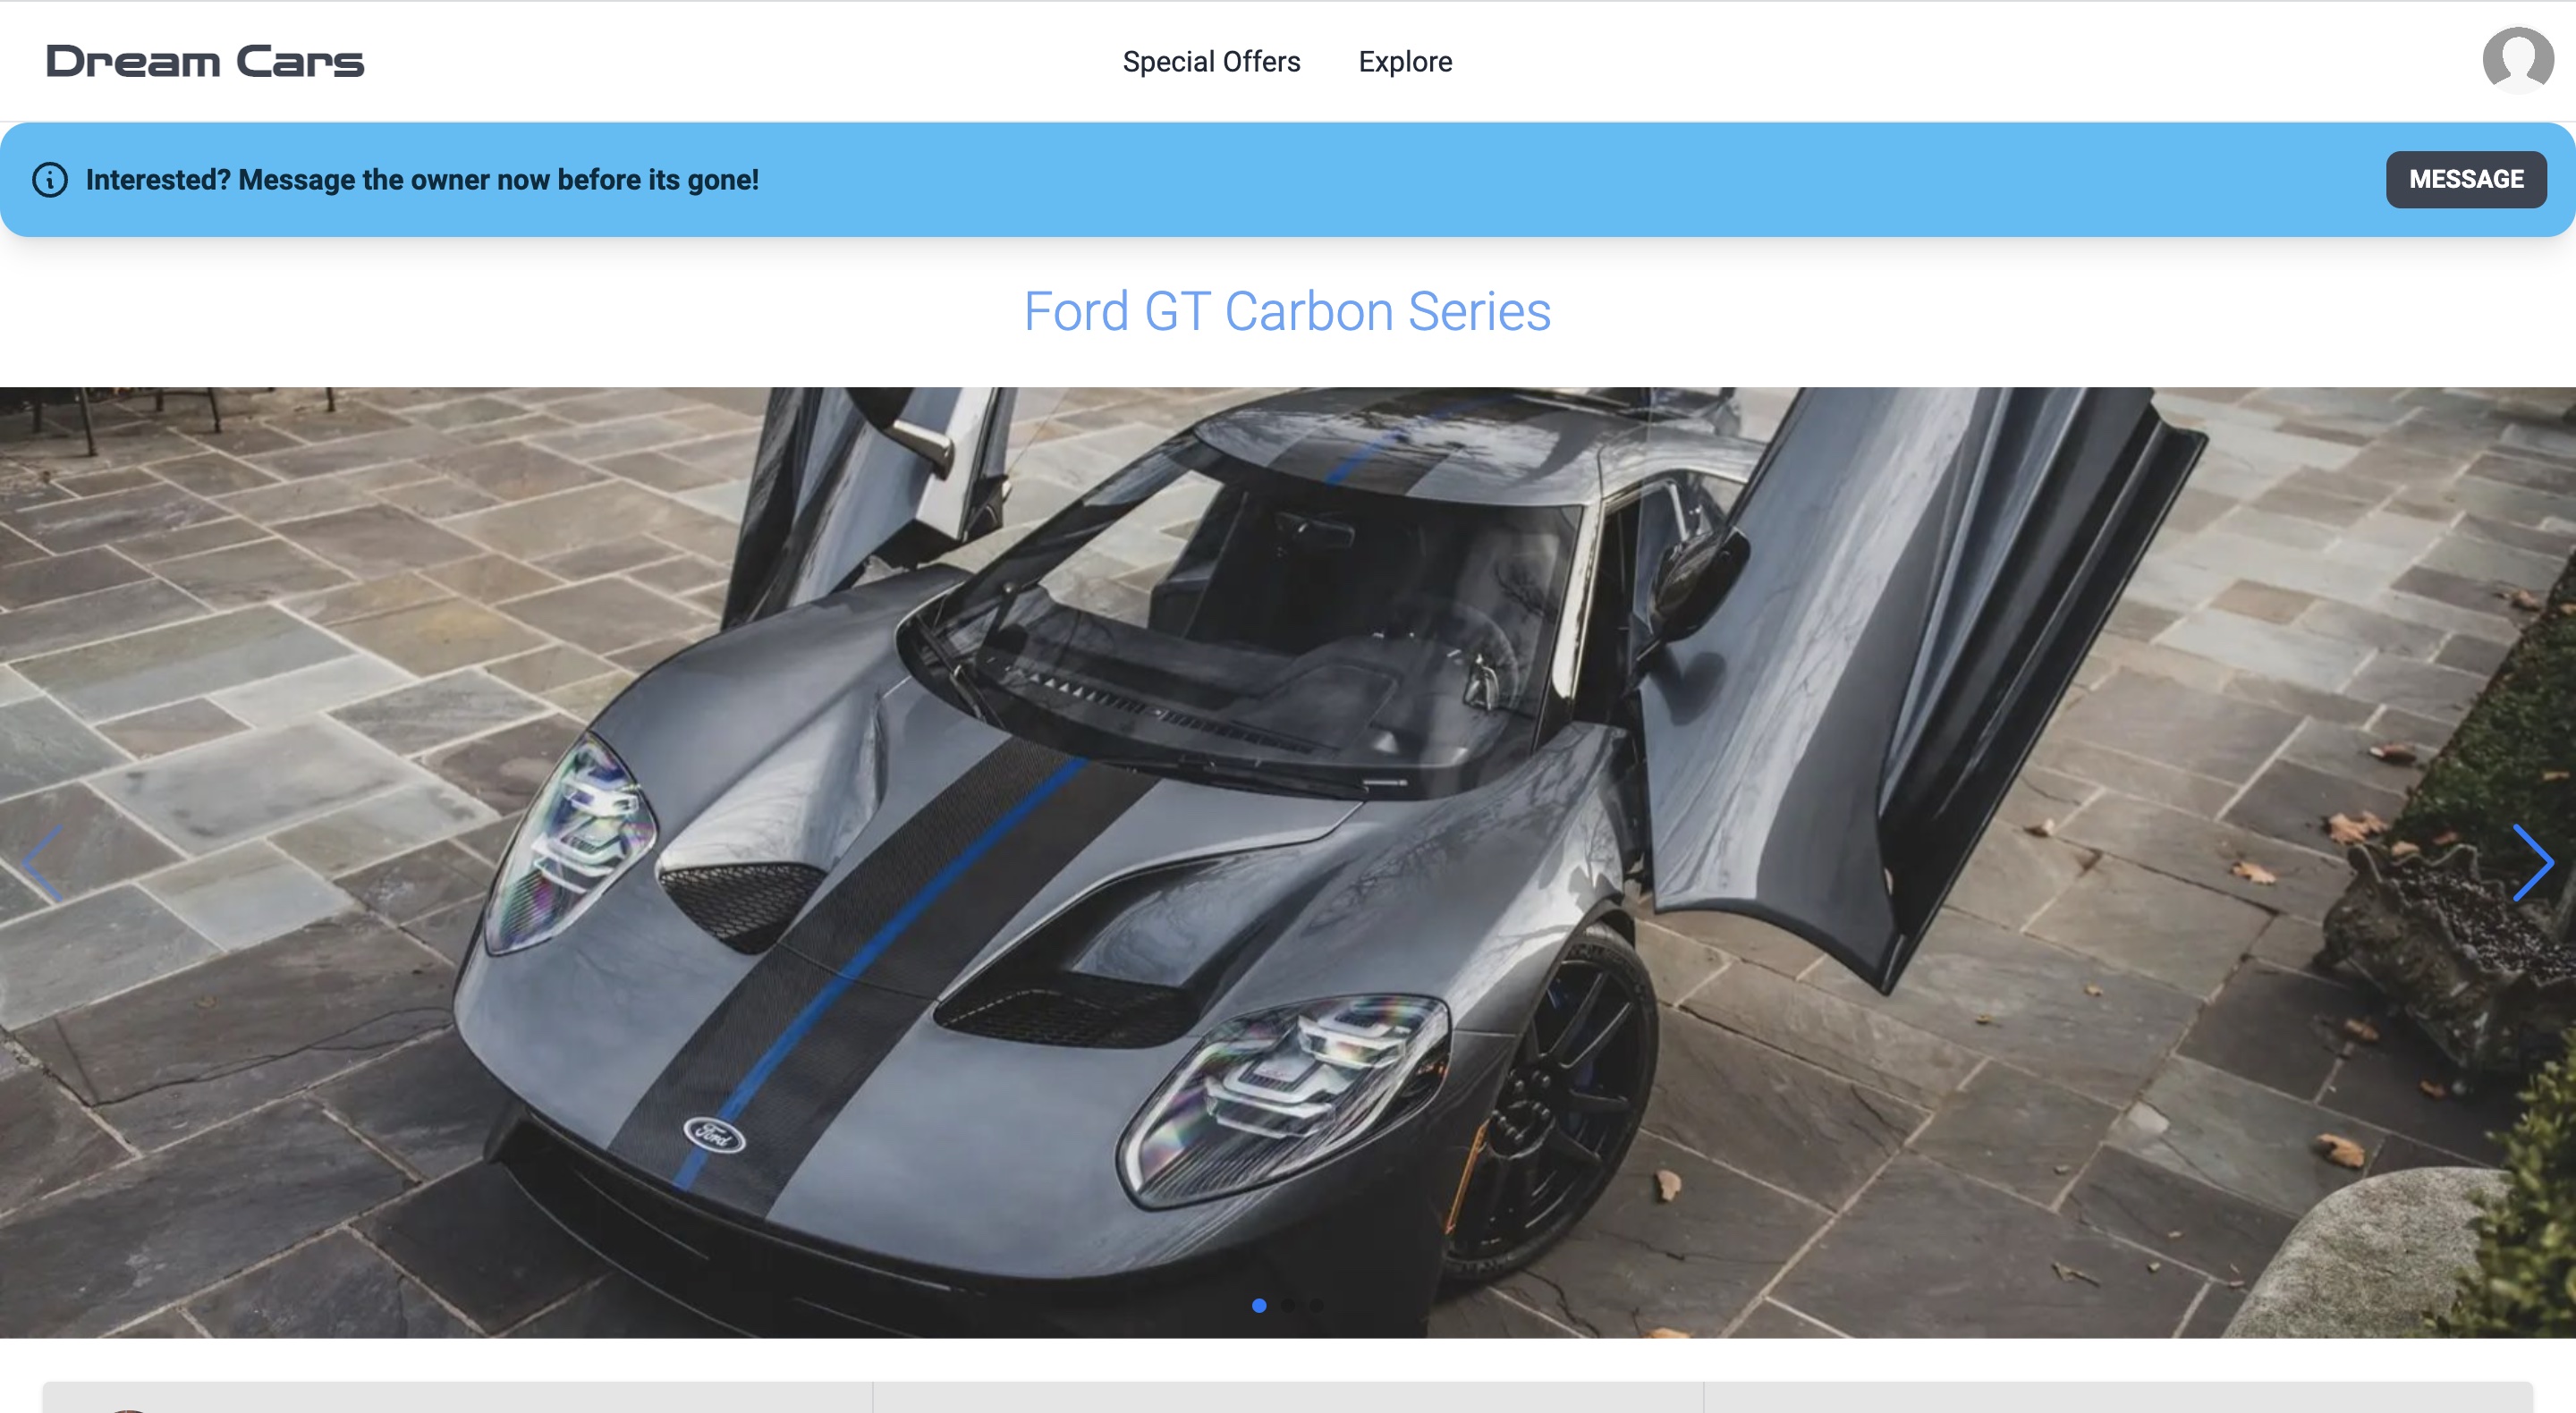 Dream Cars
Special Offers
Explore
Interested? Message the owner now before its gone!
MESSAGE
Ford GT Carbon Series
Ford